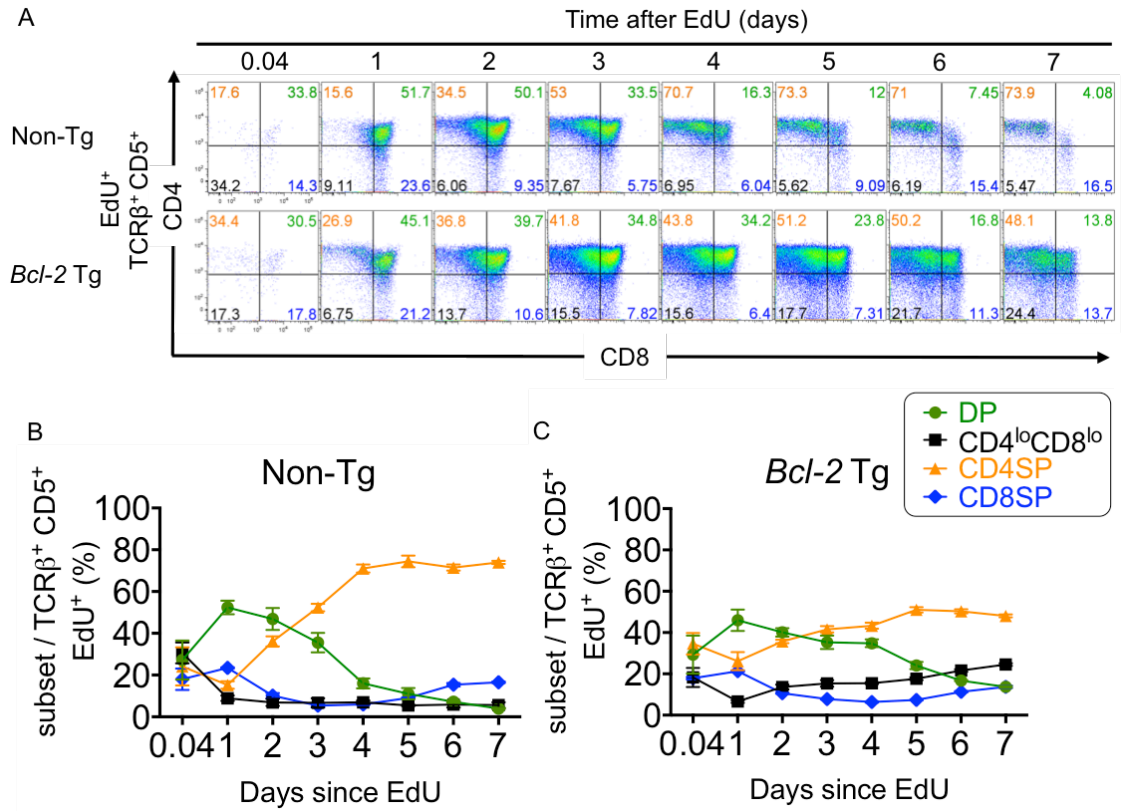 A
Time after EdU (days)
0.04 1 2 3 4 5 6 7
Non-Tg
17.6 33.8 15.6 51.7 34.5 50.1 53 33.5 70.7 16.3 73.3 12 71 7.45 73.9 4.08
34.2 14.3 9.11 23.6 6.06 9.35 7.67 5.75 6.95 6.04 5.62 9.09 6.19 15.4 5.47 16.5
EdU⁺
TCRβ⁺ CD5⁺
CD4
Bcl-2 Tg
34.4 30.5 26.9 45.1 36.8 39.7 41.8 34.8 43.8 34.2 51.2 23.8 50.2 16.8 48.1 13.8
17.3 17.8 6.75 21.2 13.7 10.6 15.5 7.82 15.6 6.4 17.7 7.31 21.7 11.3 24.4 13.7
CD8
DP
CD4ˡᵒCD8ˡᵒ
CD4SP
CD8SP
B
Non-Tg
subset / TCRβ⁺ CD5⁺
EdU⁺ (%)
100
80
60
40
20
0
0.04 1 2 3 4 5 6 7
Days since EdU
C
Bcl-2 Tg
subset / TCRβ⁺ CD5⁺
EdU⁺ (%)
100
80
60
40
20
0
0.04 1 2 3 4 5 6 7
Days since EdU